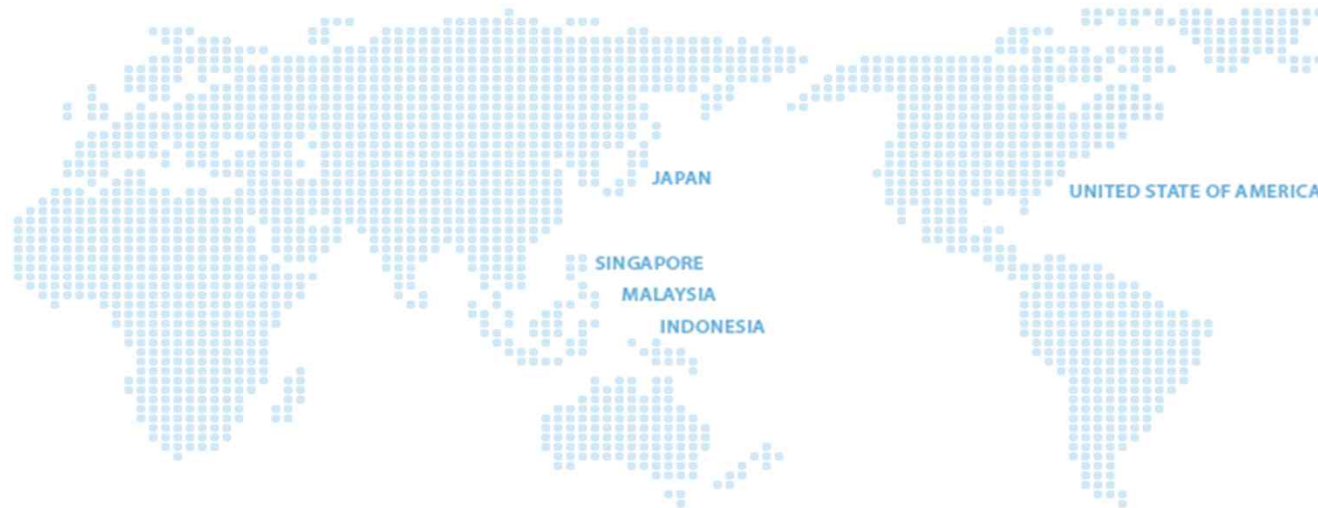 JAPAN
UNITED STATE OF AMERICA
SINGAPORE
MALAYSIA
INDONESIA